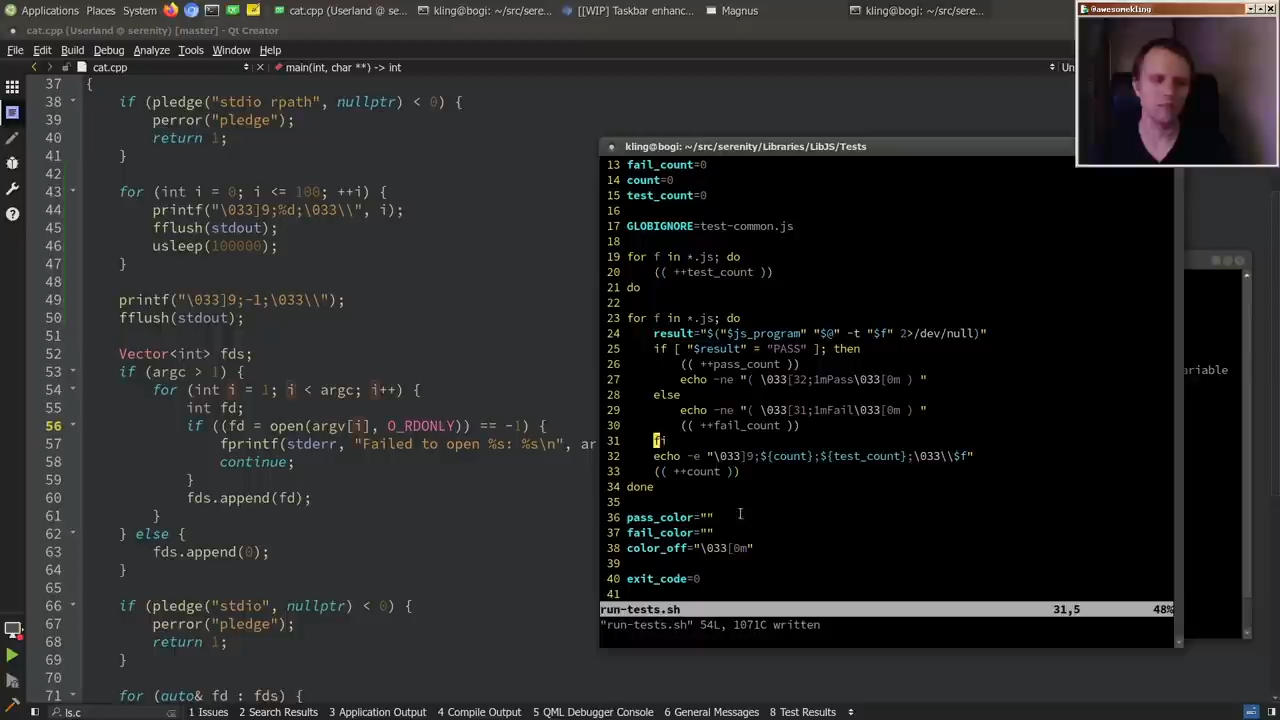 Applications Places System cat.cpp (Userland @ se... kling@bogi: ~/src/sere... [[WIP] Taskbar enhanc... Magnus kling@bogi: ~/src/sere...
@awesomekling
cat.cpp (Userland @ serenity) [master] - Qt Creator
File Edit Build Debug Analyze Tools Window Help
cat.cpp main(int, char **) -> int Un
37 {
38 if (pledge("stdio rpath", nullptr) < 0) {
39 perror("pledge");
40 return 1;
41 }
42
43 for (int i = 0; i <= 100; ++i) {
44 printf("\033]9;%d;\033\\", i);
45 fflush(stdout);
46 usleep(100000);
47 }
48
49 printf("\033]9;-1;\033\\");
50 fflush(stdout);
51
52 Vector<int> fds;
53 if (argc > 1) {
54 for (int i = 1; i < argc; i++) {
55 int fd;
56 if ((fd = open(argv[i], O_RDONLY)) == -1) {
57 fprintf(stderr, "Failed to open %s: %s\n", ar
58 continue;
59 }
60 fds.append(fd);
61 }
62 } else {
63 fds.append(0);
64 }
65
66 if (pledge("stdio", nullptr) < 0) {
67 perror("pledge");
68 return 1;
69 }
70
71 for (auto& fd : fds) {
kling@bogi: ~/src/serenity/Libraries/LibJS/Tests
13 fail_count=0
14 count=0
15 test_count=0
16
17 GLOBIGNORE=test-common.js
18
19 for f in *.js; do
20 (( ++test_count ))
21 do
22
23 for f in *.js; do
24 result="$("$js_program" "$@" -t "$f" 2>/dev/null)"
25 if [ "$result" = "PASS" ]; then
26 (( ++pass_count ))
27 echo -ne "( \033[32;1mPass\033[0m ) "
28 else
29 echo -ne "( \033[31;1mFail\033[0m ) "
30 (( ++fail_count ))
31 fi
32 echo -e "\033]9;${count};${test_count};\033\\$f"
33 (( ++count ))
34 done
35
36 pass_color=""
37 fail_color=""
38 color_off="\033[0m"
39
40 exit_code=0
41
run-tests.sh 31,5 48%
"run-tests.sh" 54L, 1071C written
ariable
ls.c 1 Issues 2 Search Results 3 Application Output 4 Compile Output 5 QML Debugger Console 6 General Messages 8 Test Results